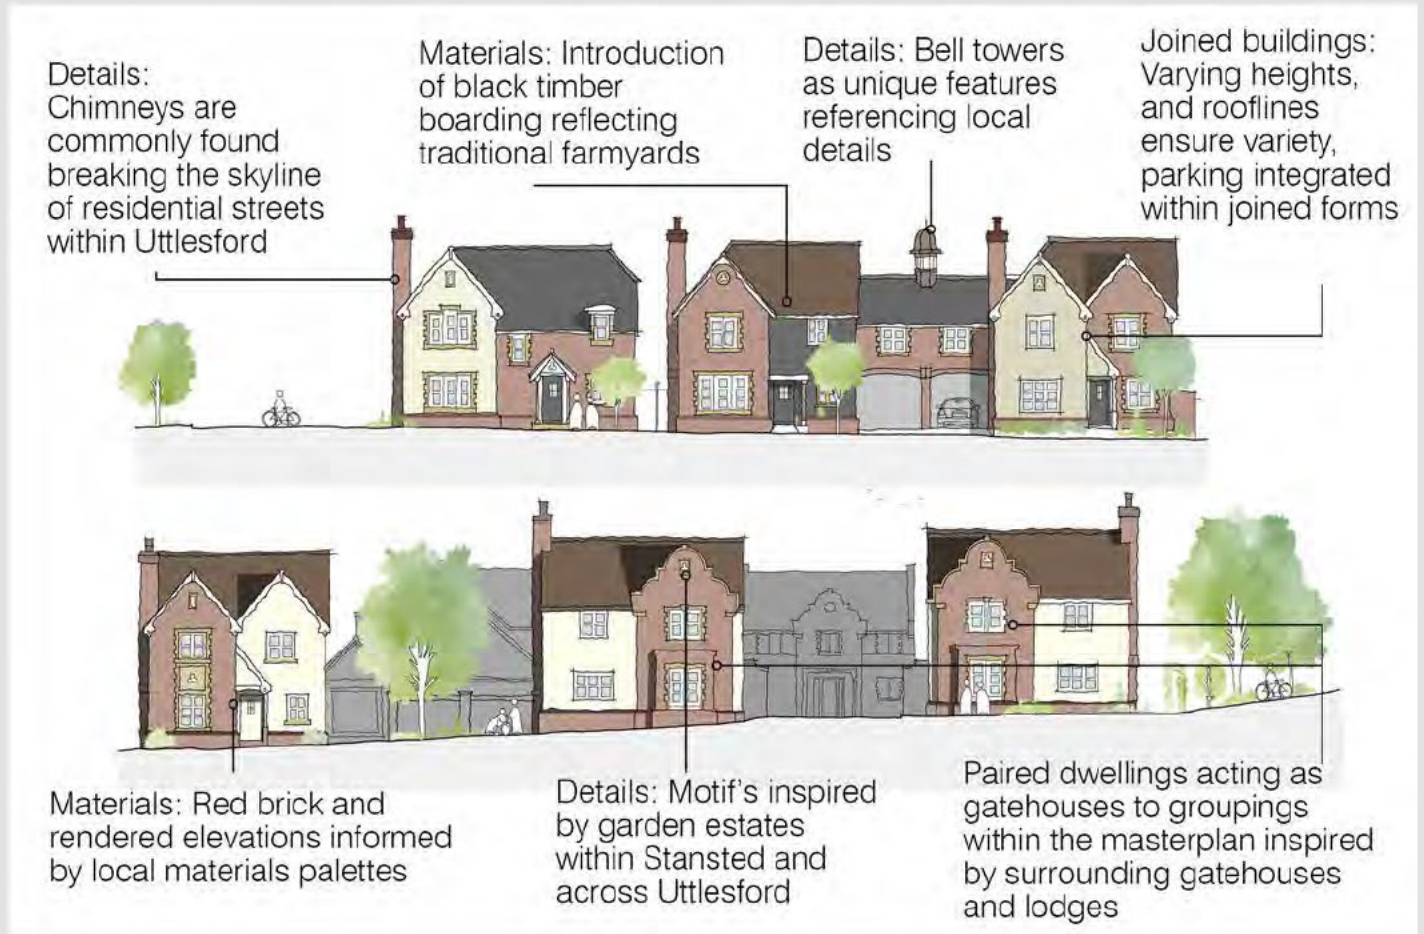 Details:
Chimneys are
commonly found
breaking the skyline
of residential streets
within Uttlesford
Materials: Introduction
of black timber
boarding reflecting
traditional farmyards
Details: Bell towers
as unique features
referencing local
details
Joined buildings:
Varying heights,
and rooflines
ensure variety,
parking integrated
within joined forms
Materials: Red brick and
rendered elevations informed
by local materials palettes
Details: Motif's inspired
by garden estates
within Stansted and
across Uttlesford
Paired dwellings acting as
gatehouses to groupings
within the masterplan inspired
by surrounding gatehouses
and lodges